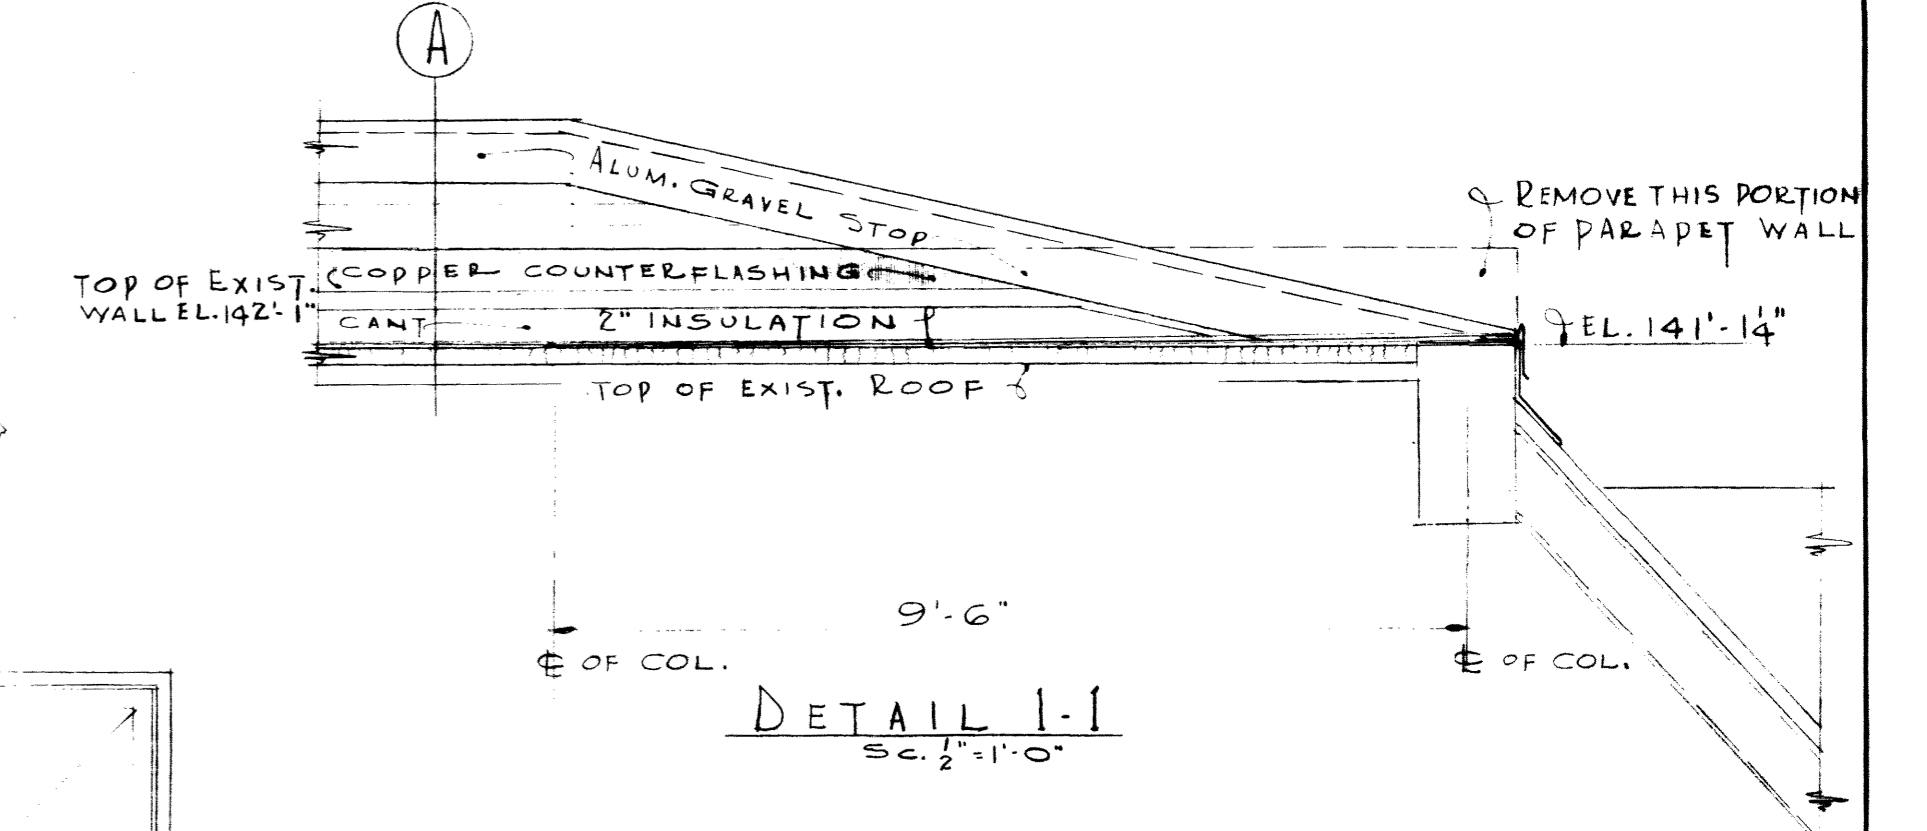 A
ALUM. GRAVEL STOP
REMOVE THIS PORTION
OF PARAPET WALL
TOP OF EXIST.
WALL EL. 142'-1"
COPPER COUNTERFLASHING
CANT
2" INSULATION
EL. 141'-1¼"
TOP OF EXIST. ROOF
9'-6"
℄ OF COL.
℄ OF COL.
DETAIL 1-1
SC. ½"=1'-0"